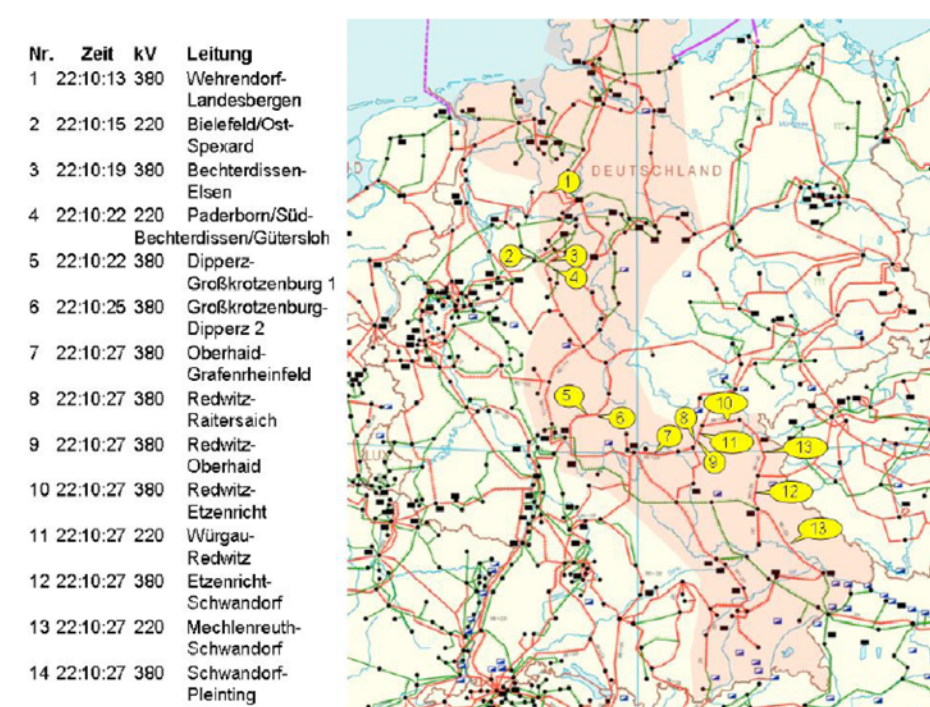 Nr. Zeit kV Leitung
1 22:10:13 380 Wehrendorf-
Landesbergen
2 22:10:15 220 Bielefeld/Ost-
Spexard
3 22:10:19 380 Bechterdissen-
Elsen
4 22:10:22 220 Paderborn/Süd-
Bechterdissen/Gütersloh
5 22:10:22 380 Dipperz-
Großkrotzenburg 1
6 22:10:25 380 Großkrotzenburg-
Dipperz 2
7 22:10:27 380 Oberhaid-
Grafenrheinfeld
8 22:10:27 380 Redwitz-
Raitersaich
9 22:10:27 380 Redwitz-
Oberhaid
10 22:10:27 380 Redwitz-
Etzenricht
11 22:10:27 220 Würgau-
Redwitz
12 22:10:27 380 Etzenricht-
Schwandorf
13 22:10:27 220 Mechlenreuth-
Schwandorf
14 22:10:27 380 Schwandorf-
Pleinting
DEUTSCHLAND
1
2
3
4
5
6
7
8
9
10
11
13
12
13
LUX